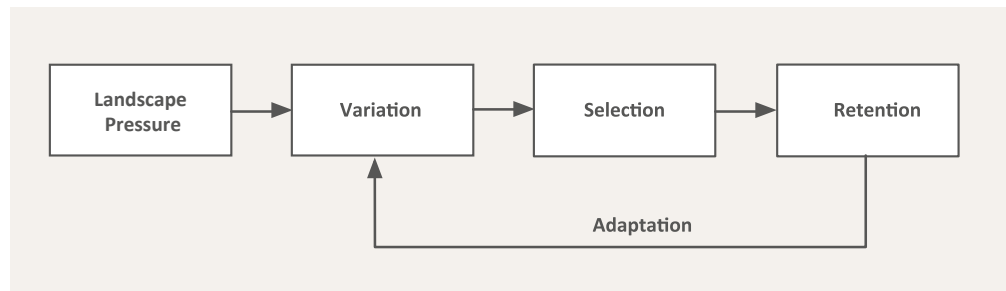 Landscape
Pressure
Variation
Selection
Retention
Adaptation